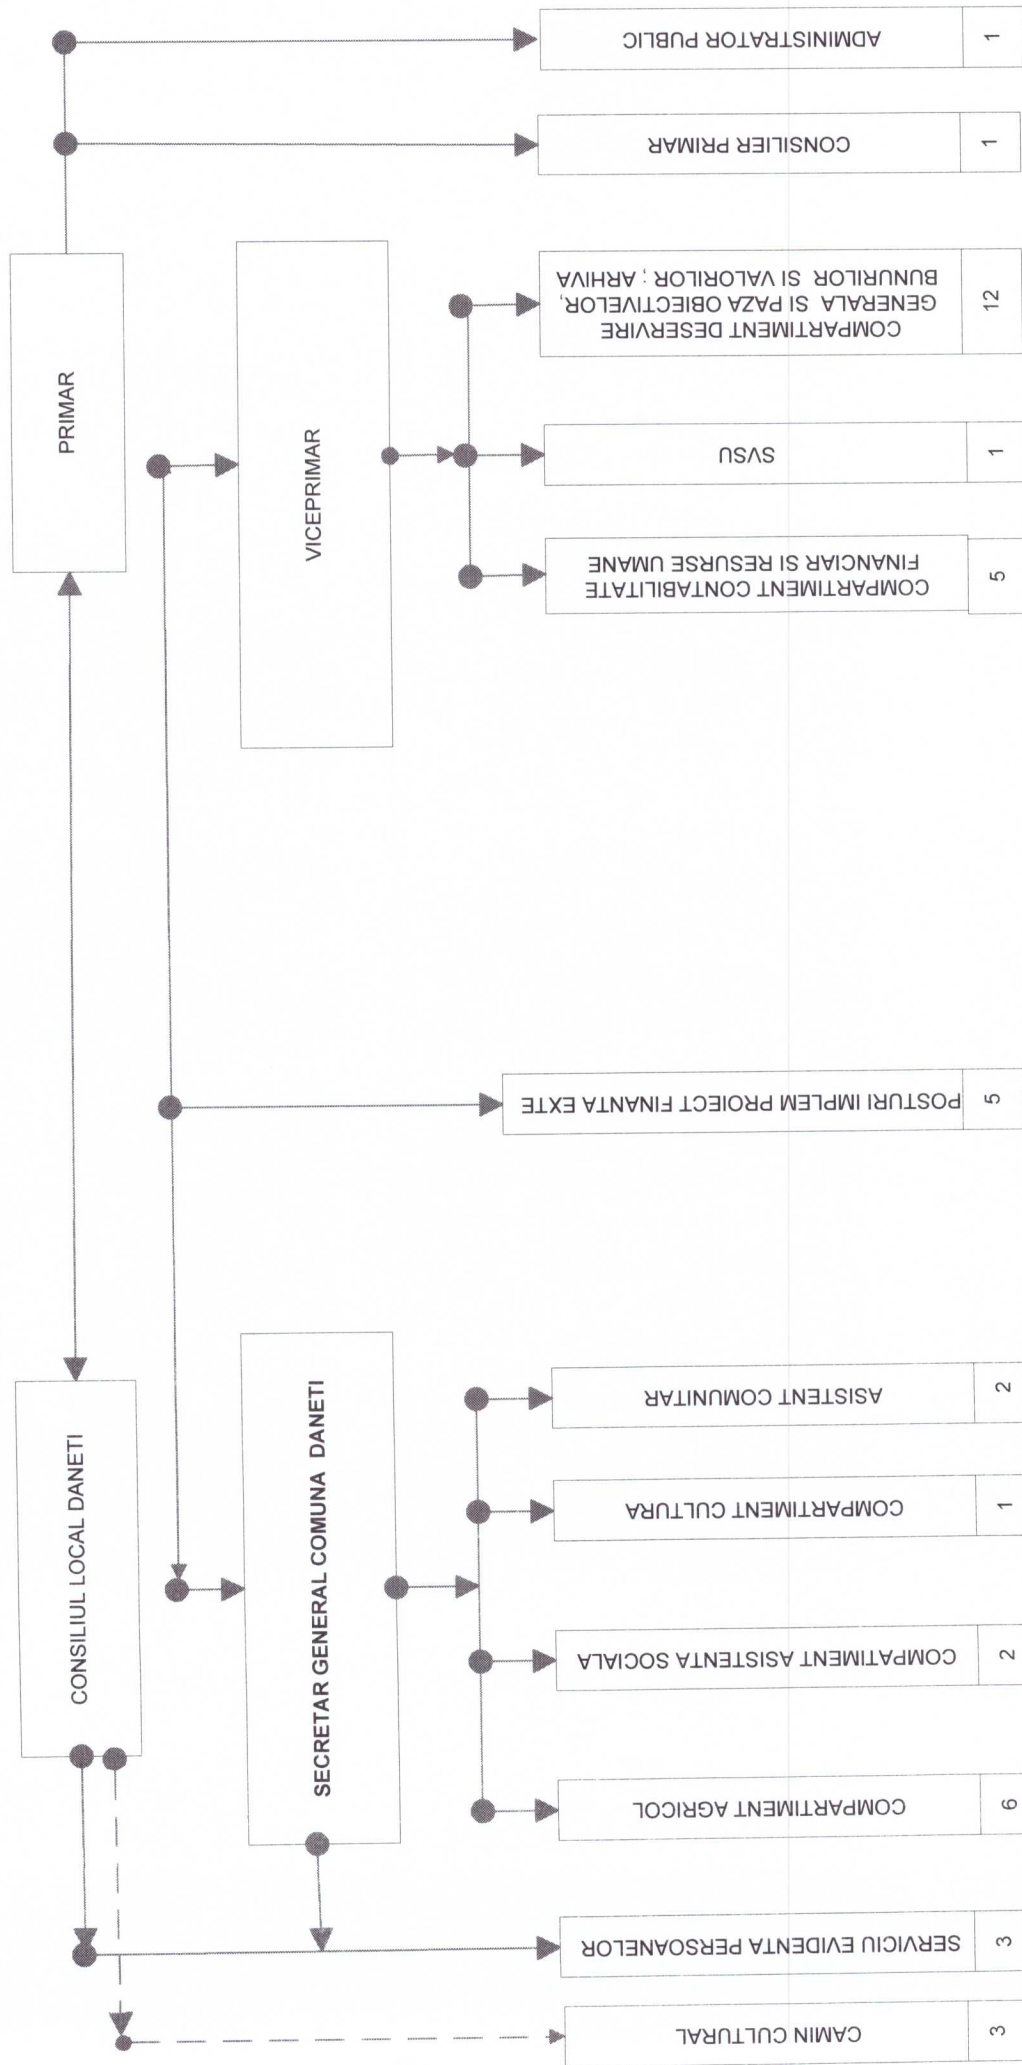 CONSILIUL LOCAL DANETI
PRIMAR
SECRETAR GENERAL COMUNA DANETI
VICEPRIMAR
CAMIN CULTURAL
3
SERVICIU EVIDENTA PERSOANELOR
3
COMPARTIMENT AGRICOL
6
COMPATIMENT ASISTENTA SOCIALA
2
COMPARTIMENT CULTURA
1
ASISTENT COMUNITAR
2
POSTURI IMPLEM PROIECT FINANTA EXTE
5
COMPARTIMENT CONTABILITATE
FINANCIAR SI RESURSE UMANE
5
SVSU
1
COMPARTIMENT DESERVIRE
GENERALA SI PAZA OBIECTIVELOR,
BUNURILOR SI VALORILOR ; ARHIVA
12
CONSILIER PRIMAR
1
ADMINISTRATOR PUBLIC
1